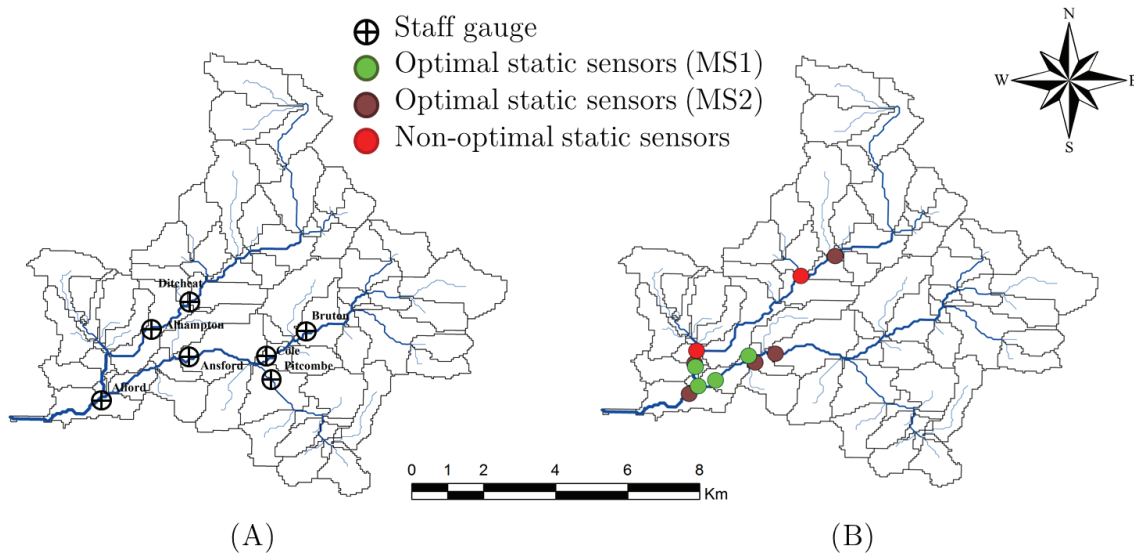 Staff gauge
Optimal static sensors (MS1)
Optimal static sensors (MS2)
Non-optimal static sensors
N
W E
S
Ditcheat
Alhampton
Bruton
Cole
Ansford
Pitcombe
Alford
0 1 2 4 6 8
Km
(A) (B)